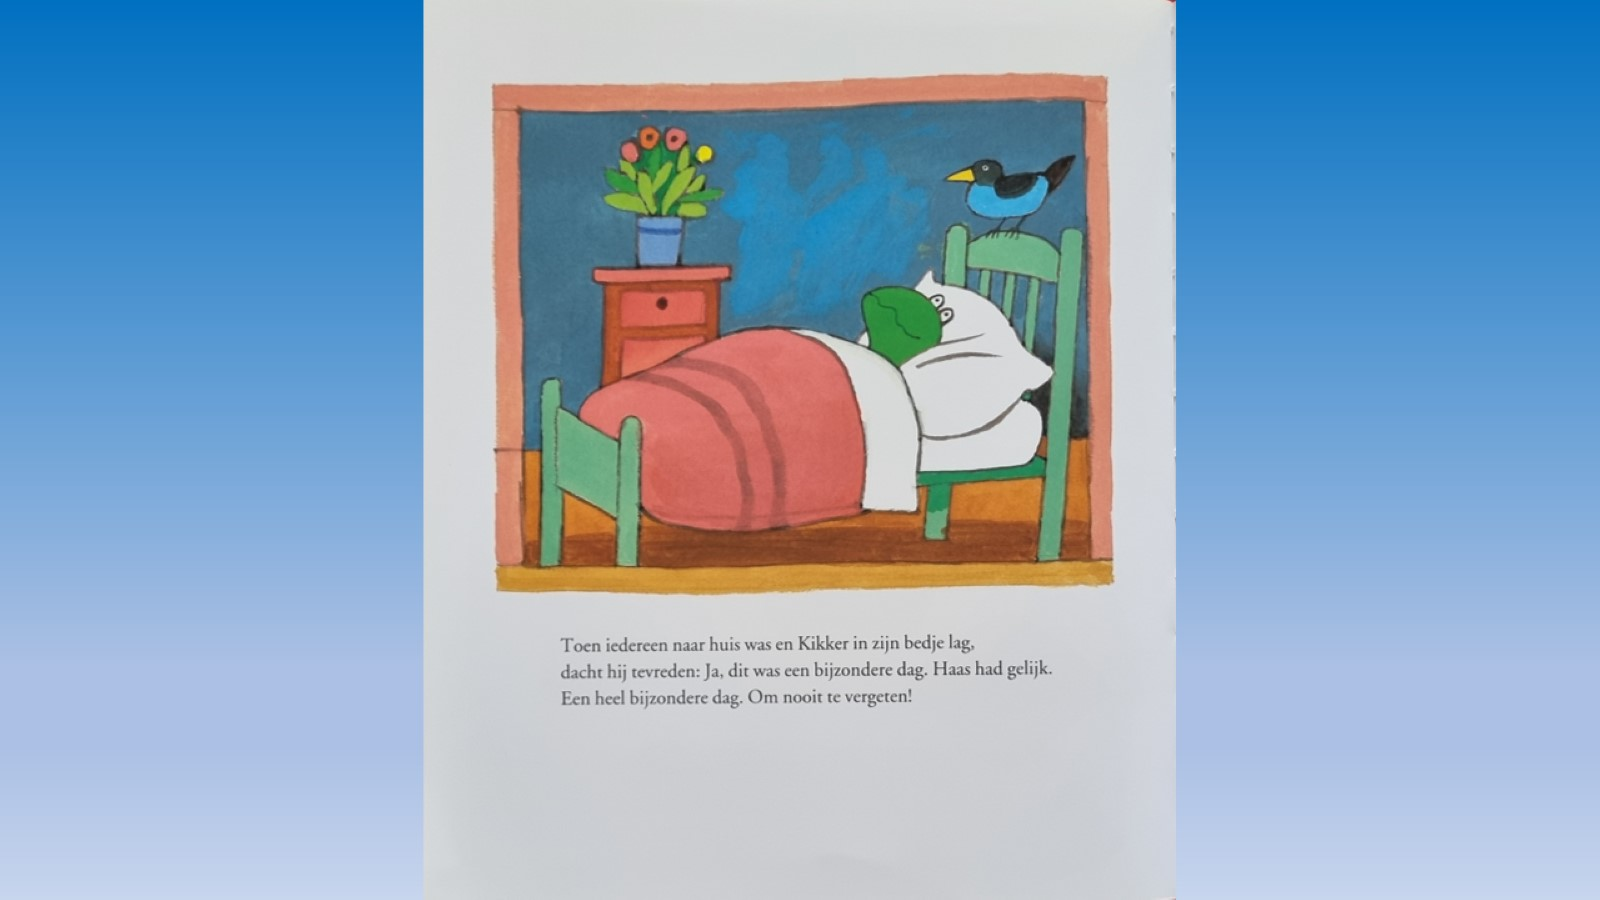 Toen iedereen naar huis was en Kikker in zijn bedje lag,
dacht hij tevreden: Ja, dit was een bijzondere dag. Haas had gelijk.
Een heel bijzondere dag. Om nooit te vergeten!